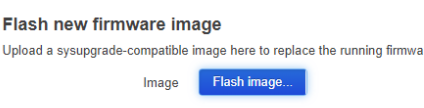 Flash new firmware image
Upload a sysupgrade-compatible image here to replace the running firmwa
Image Flash image...